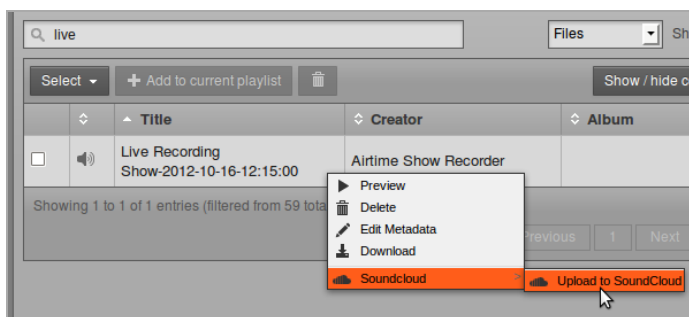 live
Files
Sh
Select
Add to current playlist
Show / hide c
Title
Creator
Album
Live Recording
Show-2012-10-16-12:15:00
Airtime Show Recorder
Showing 1 to 1 of 1 entries (filtered from 59 tota
Preview
Delete
Edit Metadata
Download
Soundcloud >
Upload to SoundCloud
Previous 1 Next